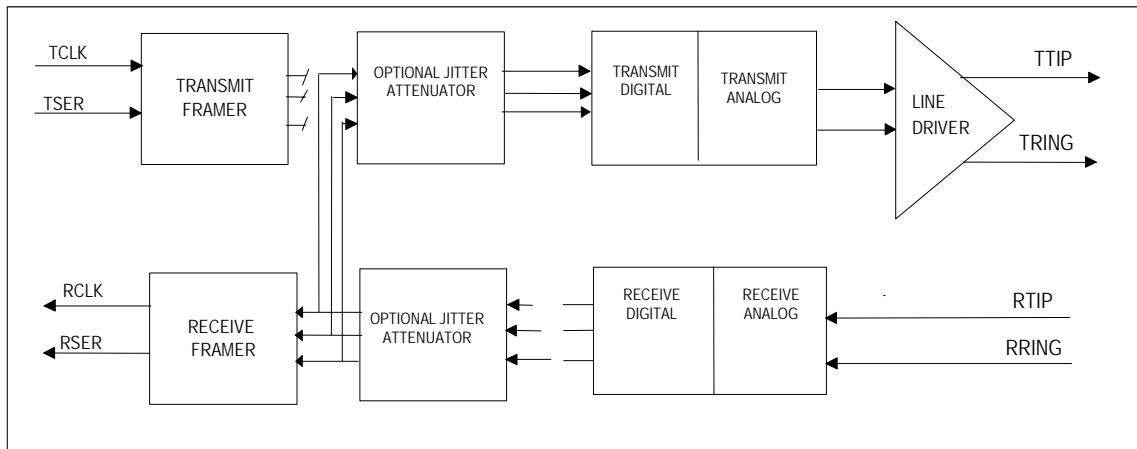 TCLK
TSER
TRANSMIT
FRAMER
OPTIONAL JITTER
ATTENUATOR
TRANSMIT
DIGITAL
TRANSMIT
ANALOG
LINE
DRIVER
TTIP
TRING
RCLK
RSER
RECEIVE
FRAMER
OPTIONAL JITTER
ATTENUATOR
RECEIVE
DIGITAL
RECEIVE
ANALOG
RTIP
RRING